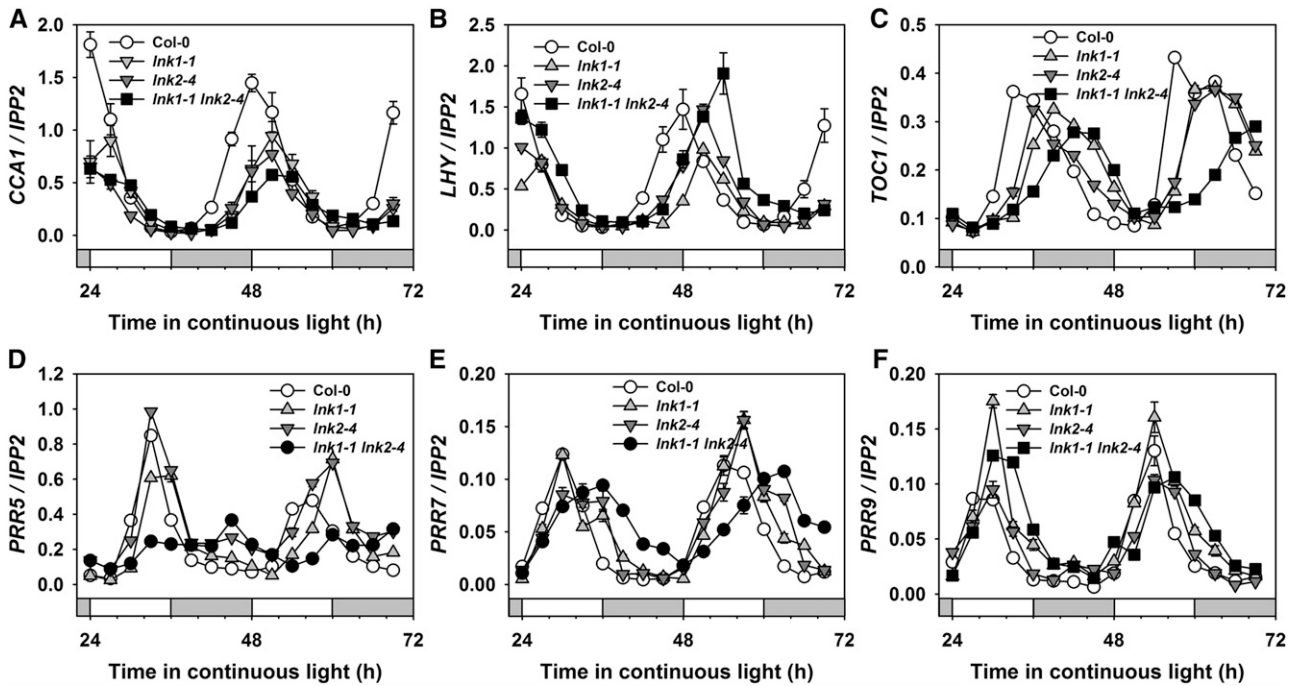 A
CCA1 / IPP2
2.0
1.5
1.0
0.5
0.0
Col-0
lnk1-1
lnk2-4
lnk1-1 lnk2-4
24
48
72
Time in continuous light (h)
B
LHY / IPP2
2.5
2.0
1.5
1.0
0.5
0.0
Col-0
lnk1-1
lnk2-4
lnk1-1 lnk2-4
24
48
72
Time in continuous light (h)
C
TOC1 / IPP2
0.5
0.4
0.3
0.2
0.1
0.0
Col-0
lnk1-1
lnk2-4
lnk1-1 lnk2-4
24
48
72
Time in continuous light (h)
D
PRR5 / IPP2
1.2
1.0
0.8
0.6
0.4
0.2
0.0
Col-0
lnk1-1
lnk2-4
lnk1-1 lnk2-4
24
48
72
Time in continuous light (h)
E
PRR7 / IPP2
0.20
0.15
0.10
0.05
0.00
Col-0
lnk1-1
lnk2-4
lnk1-1 lnk2-4
24
48
72
Time in continuous light (h)
F
PRR9 / IPP2
0.20
0.15
0.10
0.05
0.00
Col-0
lnk1-1
lnk2-4
lnk1-1 lnk2-4
24
48
72
Time in continuous light (h)